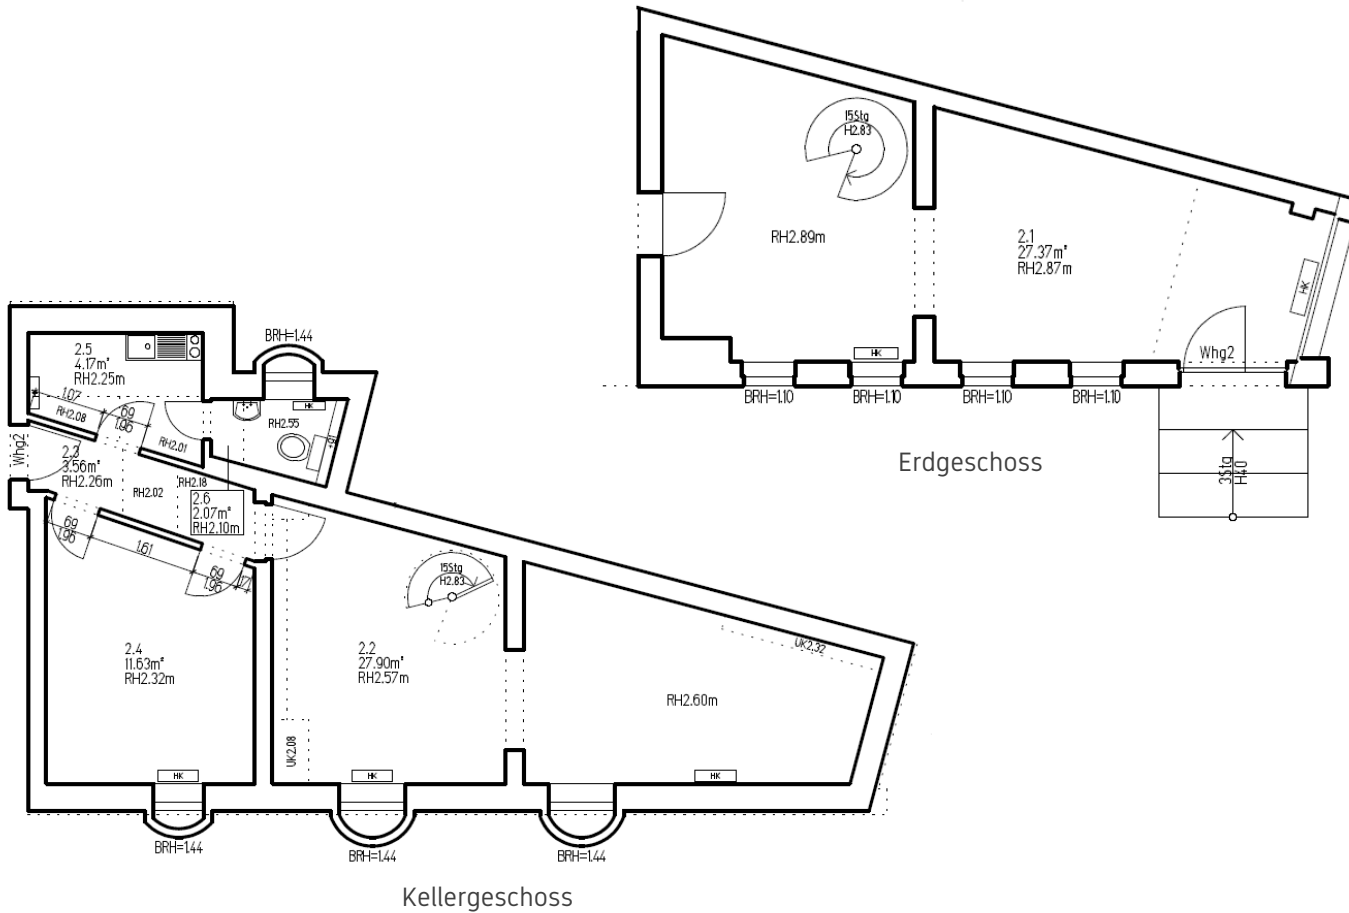 15Stg
H2.83
RH2.89m
2.1
27.37m²
RH2.87m
HK
HK
Whg2
BRH=1.10
BRH=1.10
BRH=1.10
BRH=1.10
3Stg
H40
Erdgeschoss
BRH=1.44
2.5
4.17m²
RH2.25m
1.07
RH2.08
69
1.96
RH2.01
HK
RH2.55
Whg2
2.3
3.56m²
RH2.26m
RH2.02
RH2.18
2.6
2.07m²
RH2.10m
69
1.96
1.61
69
1.96
15Stg
H2.83
2.4
11.63m²
RH2.32m
2.2
27.90m²
RH2.57m
UK2.32
RH2.60m
UK2.08
HK
HK
HK
BRH=1.44
BRH=1.44
BRH=1.44
Kellergeschoss